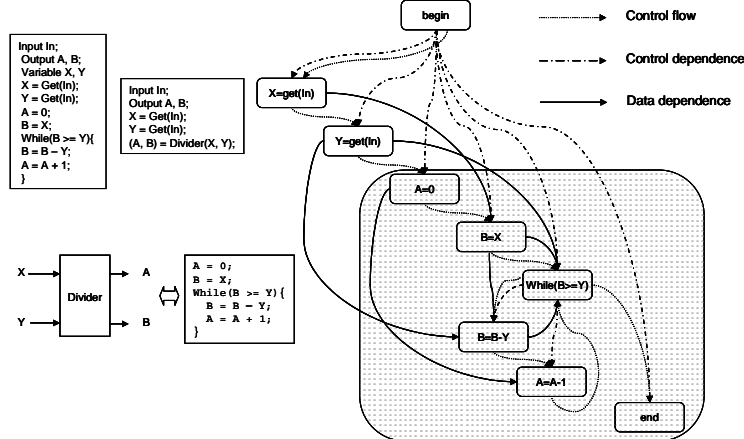 Input In;
Output A, B;
Variable X, Y
X = Get(In);
Y = Get(In);
A = 0;
B = X;
While(B >= Y){
B = B – Y;
A = A + 1;
}
Input In;
Output A, B;
X = Get(In);
Y = Get(In);
(A, B) = Divider(X, Y);
X
Y
Divider
A
B
A = 0;
B = X;
While(B >= Y){
B = B – Y;
A = A + 1;
}
begin
X=get(In)
Y=get(In)
A=0
B=X
While(B>=Y)
B=B-Y
A=A-1
end
Control flow
Control dependence
Data dependence